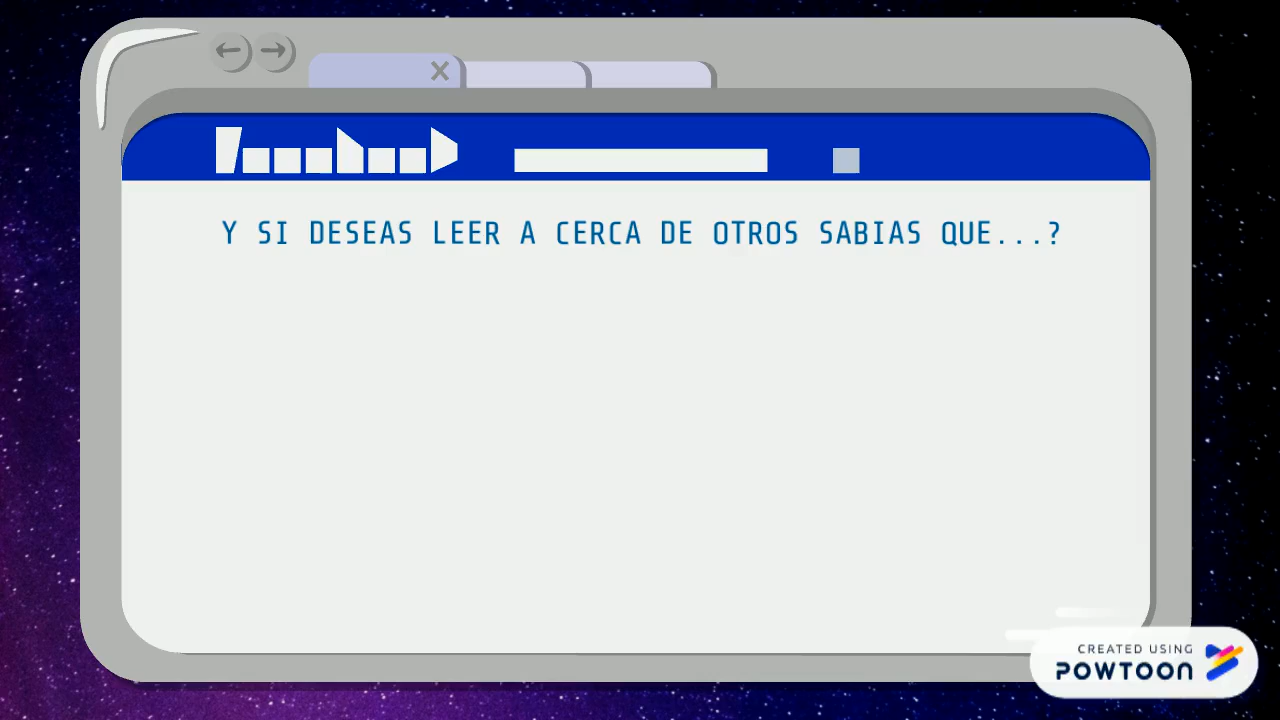 Y SI DESEAS LEER A CERCA DE OTROS SABIAS QUE...?
CREATED USING
POWTOON